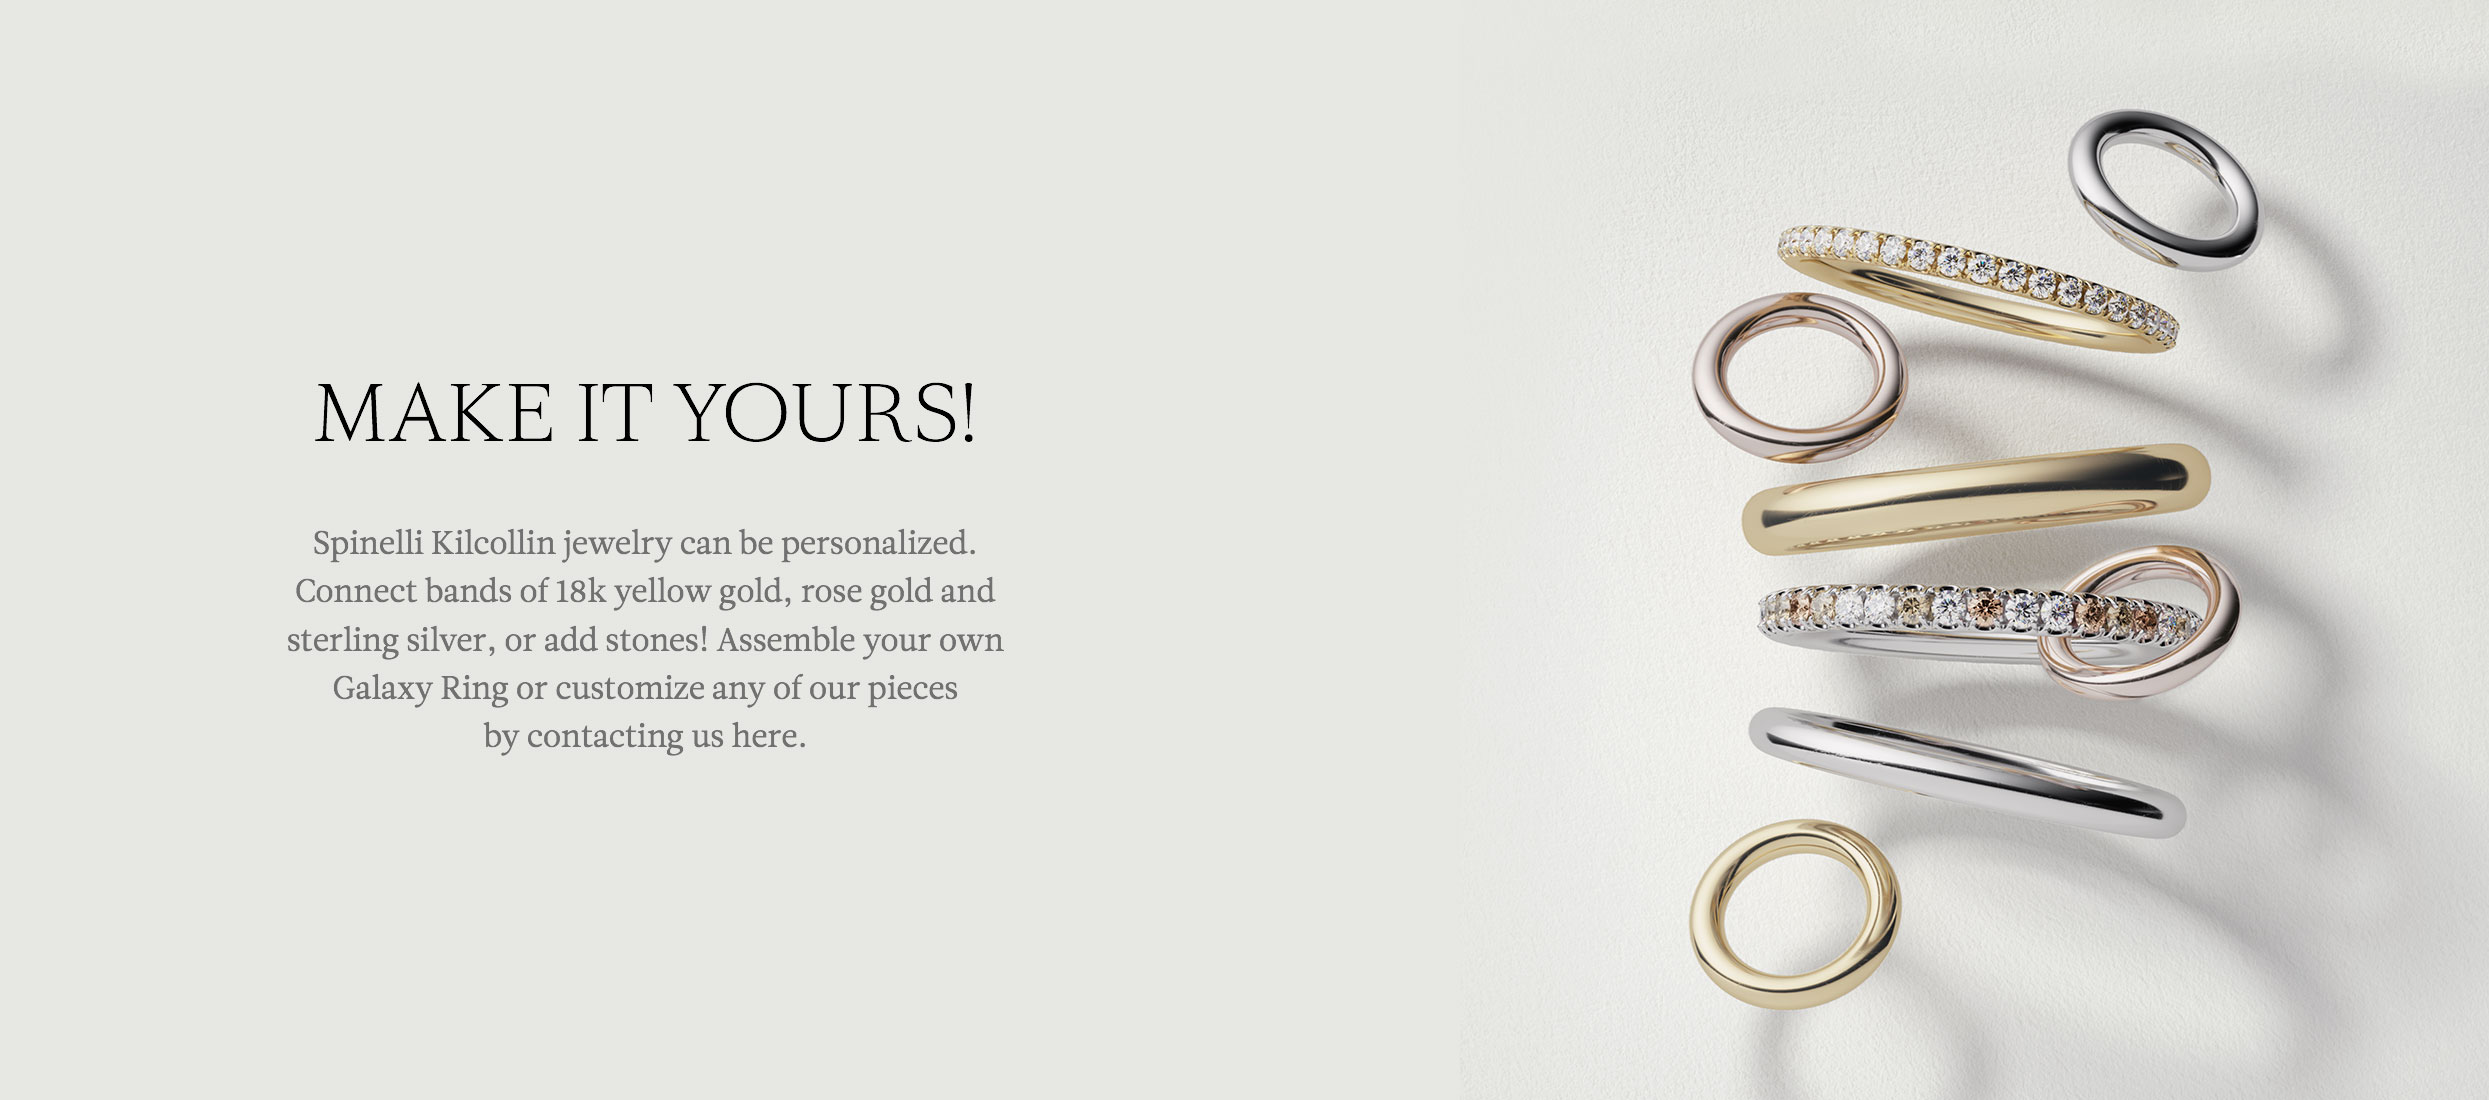 MAKE IT YOURS!
Spinelli Kilcollin jewelry can be personalized.
Connect bands of 18k yellow gold, rose gold and
sterling silver, or add stones! Assemble your own
Galaxy Ring or customize any of our pieces
by contacting us here.